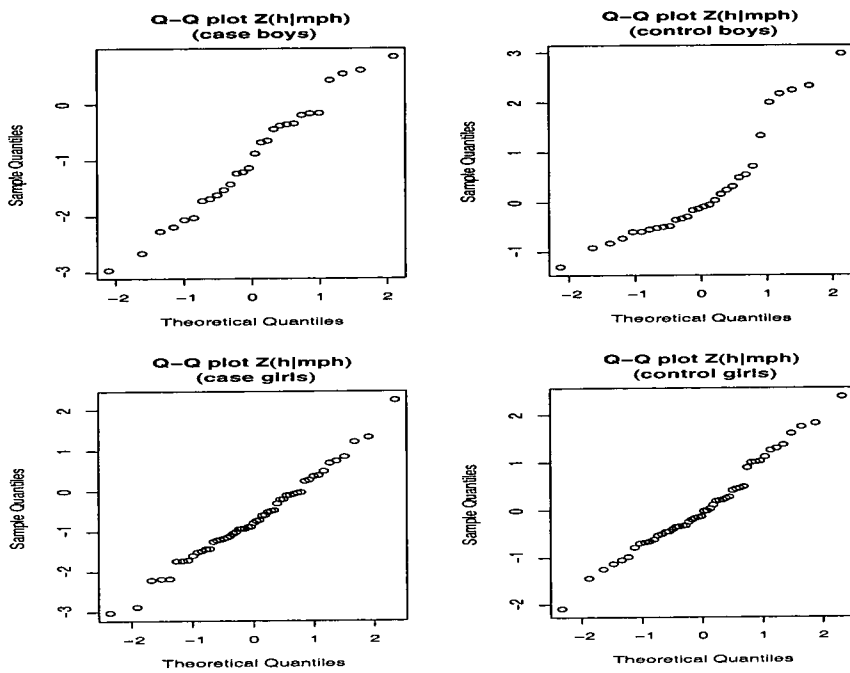 Q-Q plot Z(h|mph)
(case boys)
Sample Quantiles
0
-1
-2
-3
-2
-1
0
1
2
Theoretical Quantiles
Q-Q plot Z(h|mph)
(control boys)
Sample Quantiles
3
2
1
0
-1
-2
-1
0
1
2
Theoretical Quantiles
Q-Q plot Z(h|mph)
(case girls)
Sample Quantiles
2
1
0
-1
-2
-3
-2
-1
0
1
2
Theoretical Quantiles
Q-Q plot Z(h|mph)
(control girls)
Sample Quantiles
2
1
0
-1
-2
-2
-1
0
1
2
Theoretical Quantiles